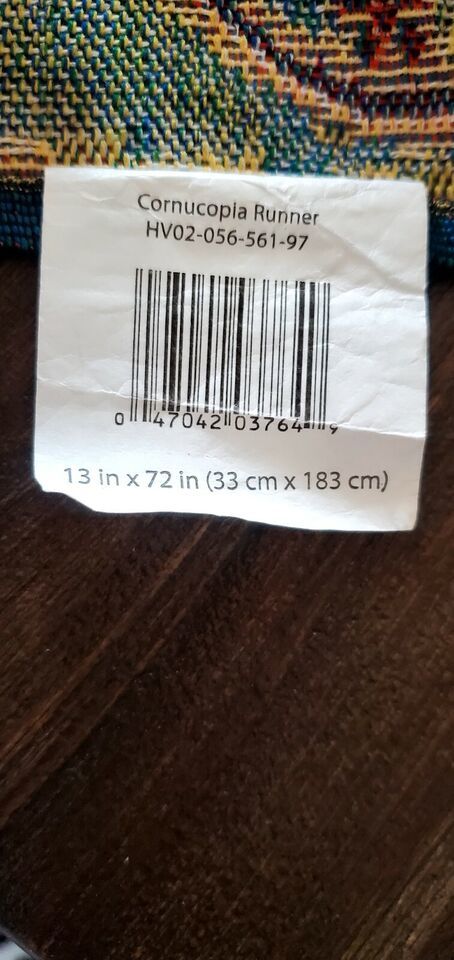 Cornucopia Runner
HV02-056-561-97
0 47042 03764 9
13 in x 72 in (33 cm x 183 cm)